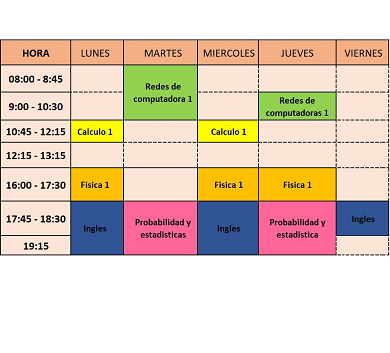 HORA LUNES MARTES MIERCOLES JUEVES VIERNES
08:00 - 8:45
Redes de
computadora 1
9:00 - 10:30
Redes de
computadoras 1
10:45 - 12:15 Calculo 1 Calculo 1
12:15 - 13:15
16:00 - 17:30 Fisica 1 Fisica 1 Fisica 1
17:45 - 18:30
Ingles
Probabilidad y
estadisticas
Ingles
Probabilidad y
estadistica
Ingles
19:15